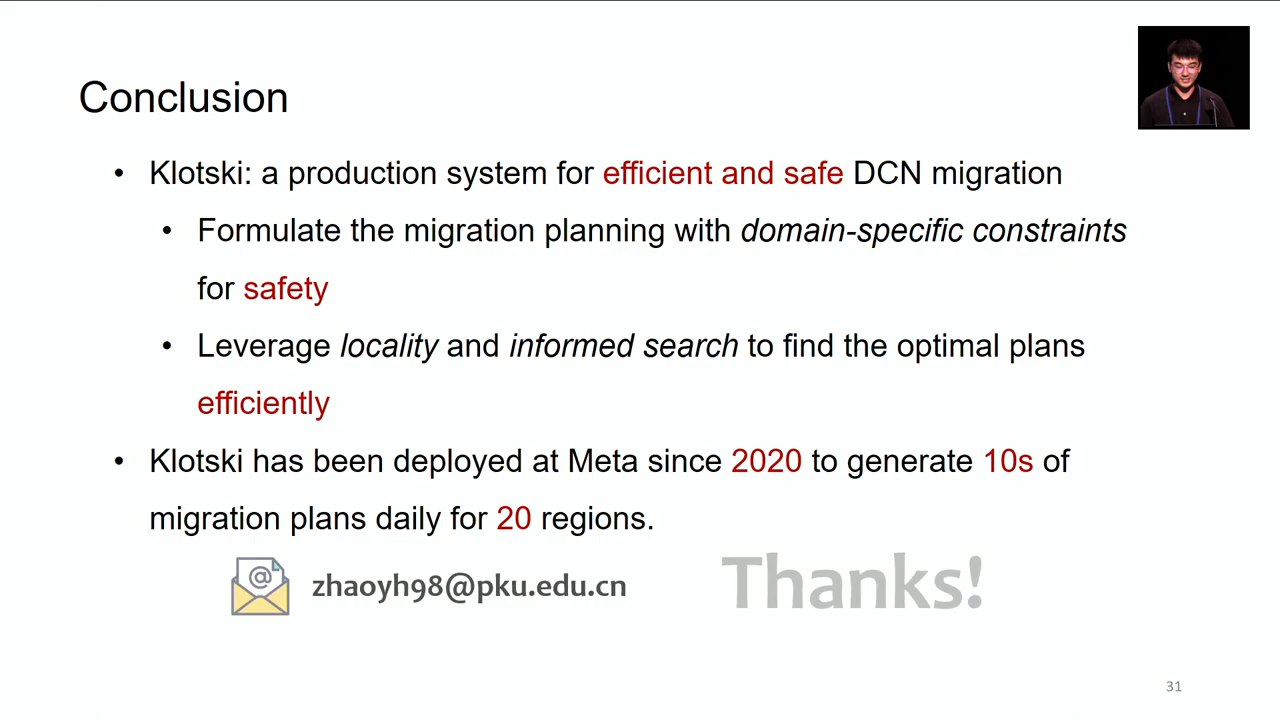 Conclusion
• Klotski: a production system for efficient and safe DCN migration
• Formulate the migration planning with domain-specific constraints
for safety
• Leverage locality and informed search to find the optimal plans
efficiently
• Klotski has been deployed at Meta since 2020 to generate 10s of
migration plans daily for 20 regions.
@ zhaoyh98@pku.edu.cn
Thanks!
31